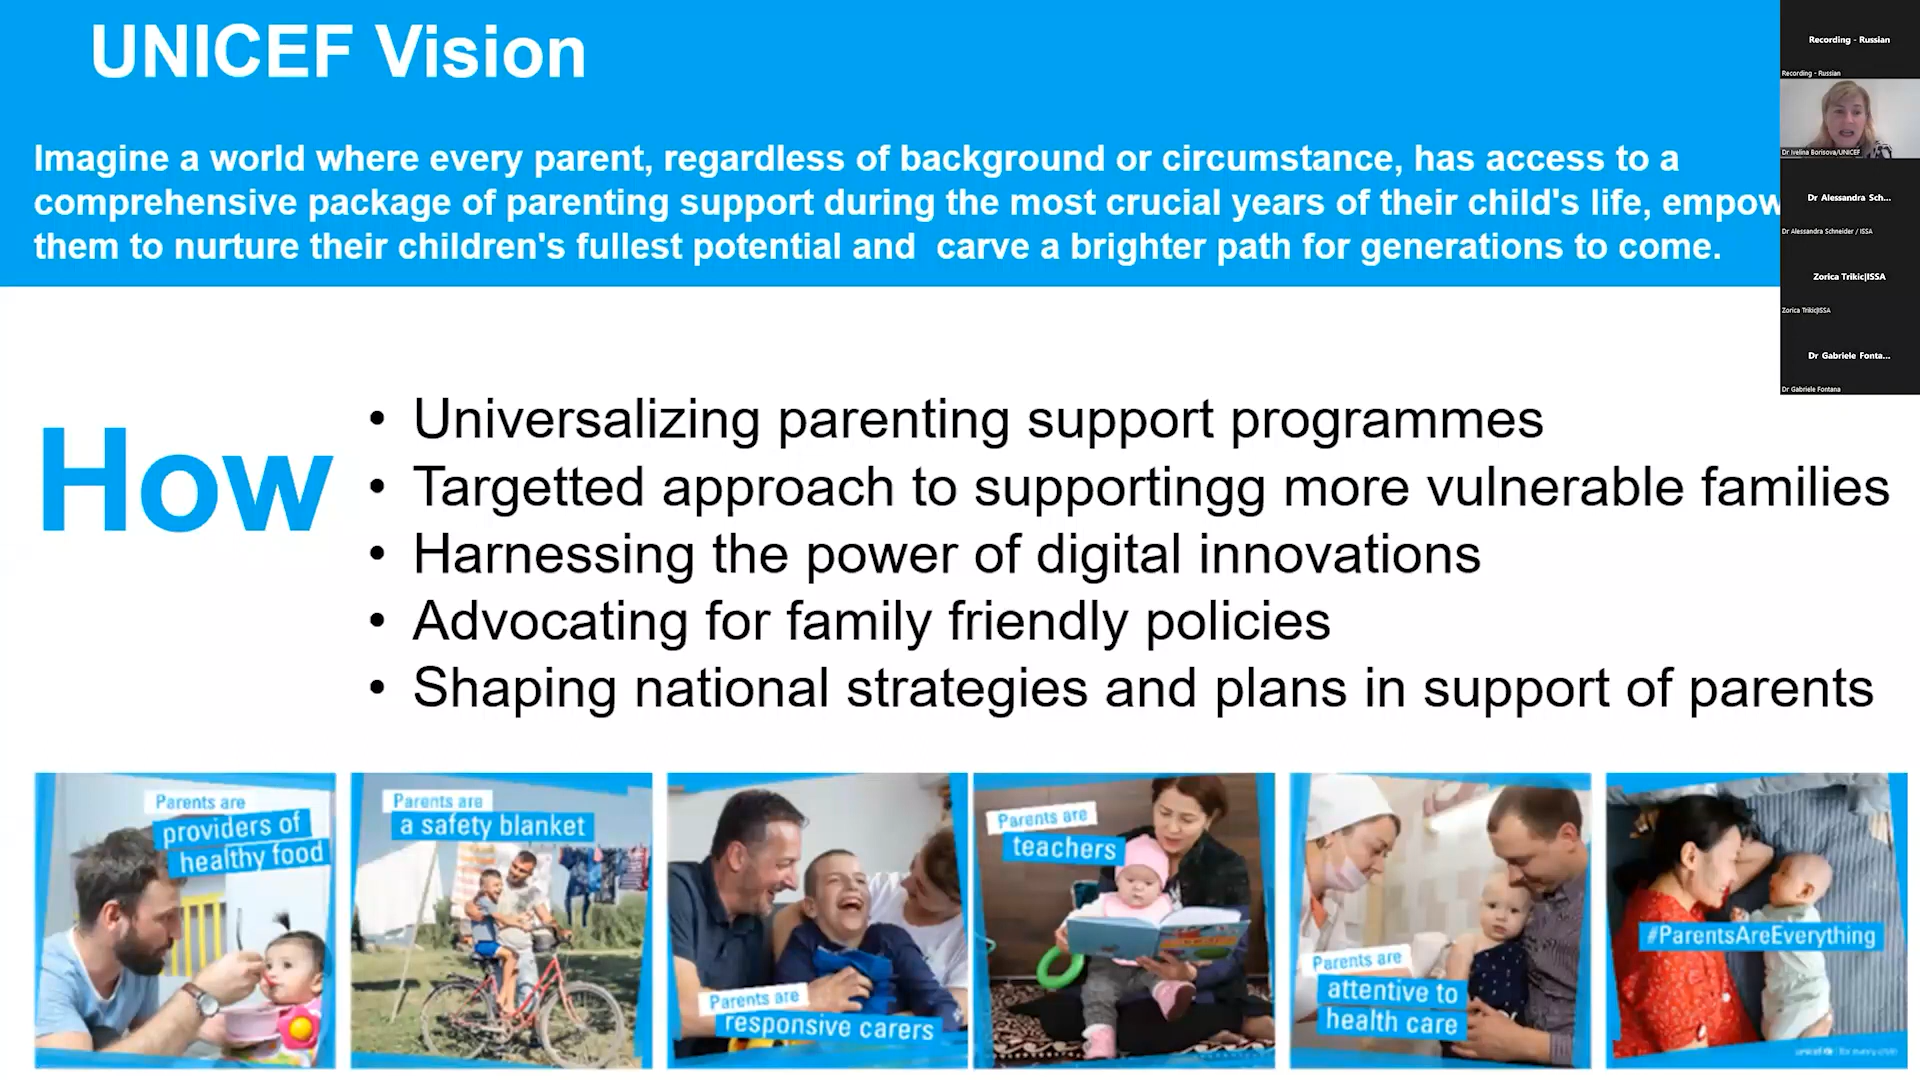 UNICEF Vision
Imagine a world where every parent, regardless of background or circumstance, has access to a
comprehensive package of parenting support during the most crucial years of their child's life, empow
them to nurture their children's fullest potential and carve a brighter path for generations to come.
How
• Universalizing parenting support programmes
• Targetted approach to supportingg more vulnerable families
• Harnessing the power of digital innovations
• Advocating for family friendly policies
• Shaping national strategies and plans in support of parents
Parents are
providers of
healthy food
Parents are
a safety blanket
Parents are
responsive carers
Parents are
teachers
Parents are
attentive to
health care
#ParentsAreEverything
unicef | for every child
Recording - Russian
Recording - Russian
Dr Ivelina Borisova/UNICEF
Dr Alessandra Sch...
Dr Alessandra Schneider / ISSA
Zorica Trikic|ISSA
Zorica Trikic|ISSA
Dr Gabriele Fonta...
Dr Gabriele Fontana